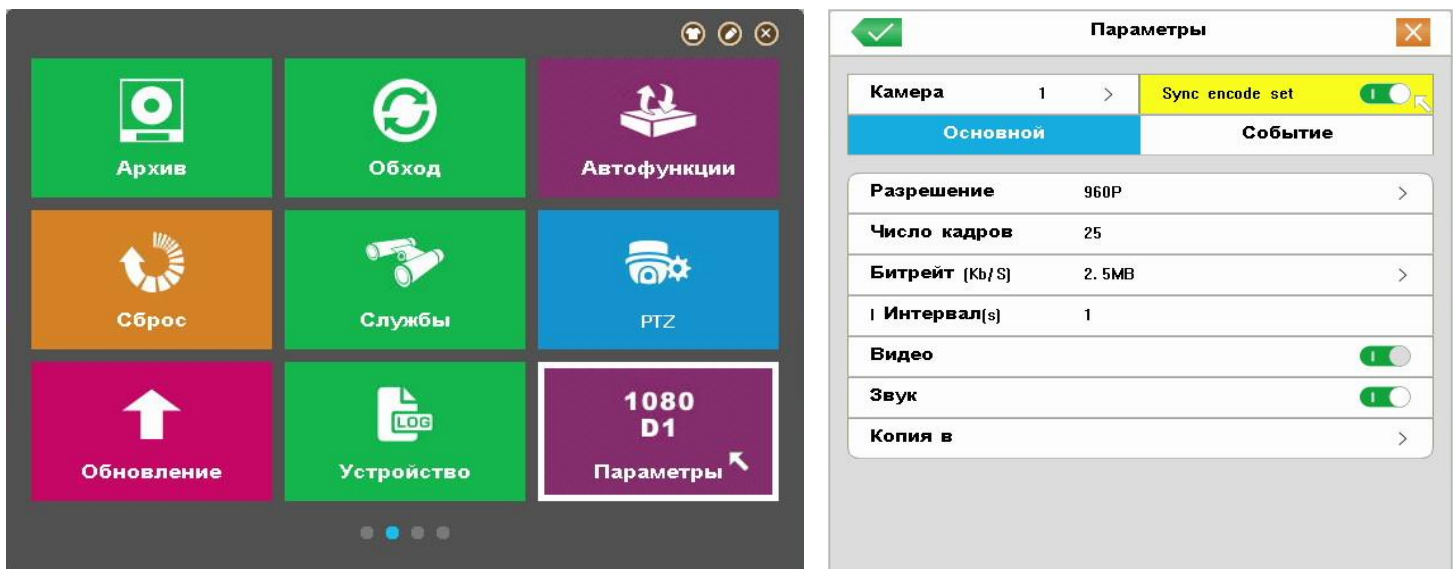 Архив
Обход
Автофункции
Сброс
Службы
PTZ
Обновление
LOG
Устройство
1080
D1
Параметры
Параметры
Камера 1 > Sync encode set
Основной Событие
Разрешение 960P >
Число кадров 25
Битрейт (Kb/S) 2.5MB >
I Интервал(s) 1
Видео
Звук
Копия в >